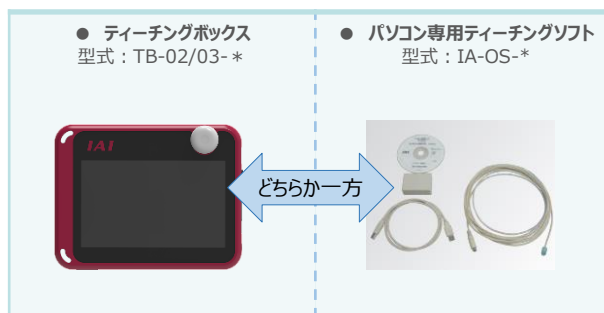 ● ティーチングボックス
型式：TB-02/03-＊
● パソコン専用ティーチングソフト
型式：IA-OS-*
IAI
どちらか一方